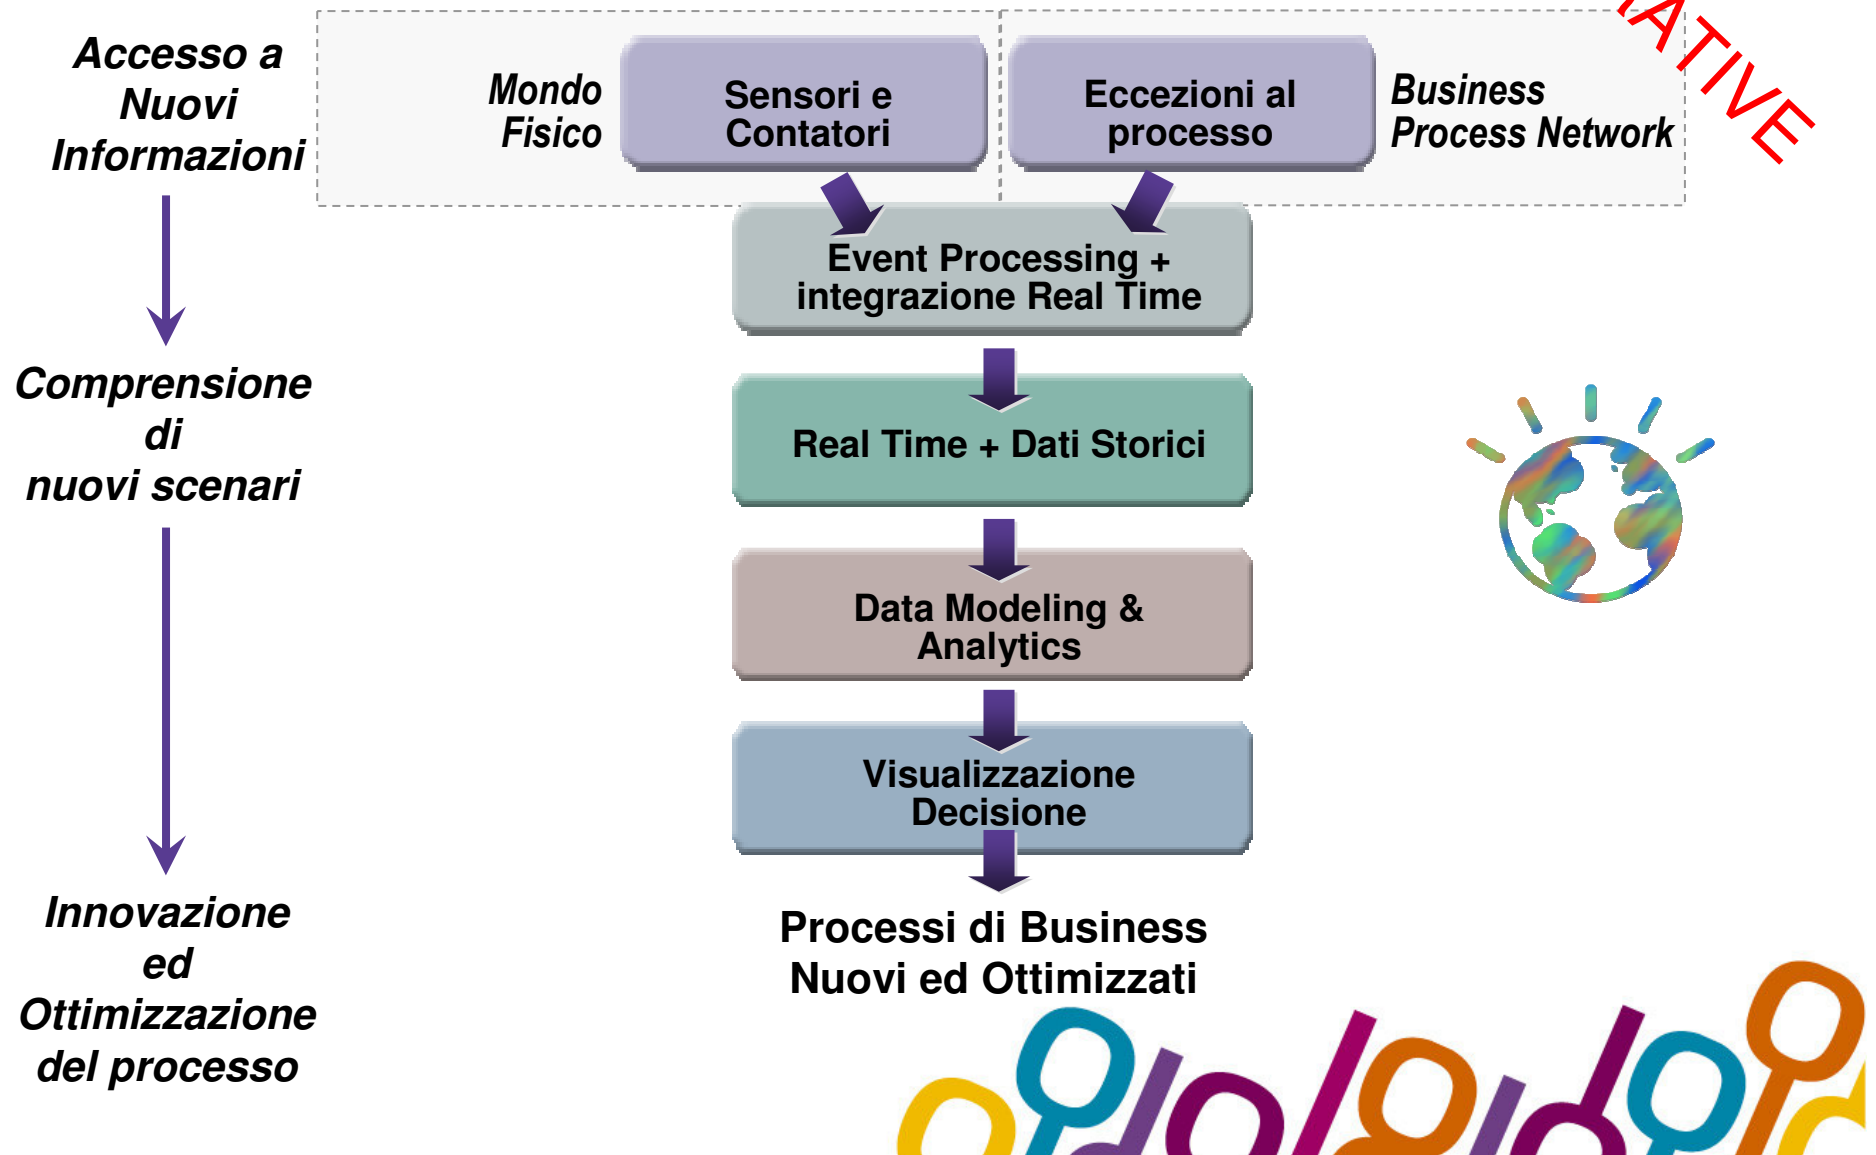 Accesso a
Nuovi
Informazioni
Mondo
Fisico
Sensori e
Contatori
Eccezioni al
processo
Business
Process Network
Event Processing +
integrazione Real Time
Comprensione
di
nuovi scenari
Real Time + Dati Storici
Data Modeling &
Analytics
Visualizzazione
Decisione
Innovazione
ed
Ottimizzazione
del processo
Processi di Business
Nuovi ed Ottimizzati